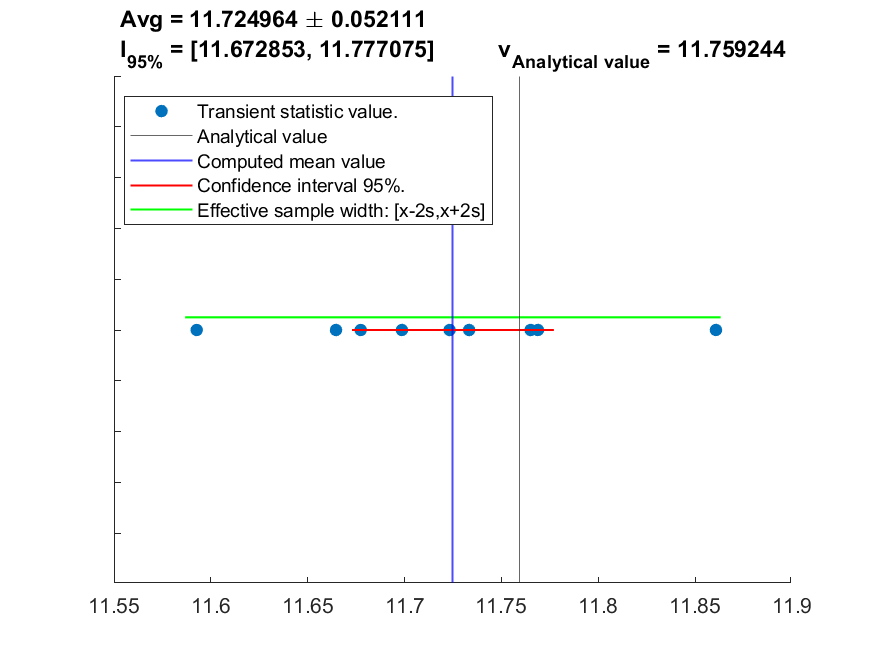 Avg = 11.724964 ± 0.052111
I95% = [11.672853, 11.777075] vAnalytical value = 11.759244
Transient statistic value.
Analytical value
Computed mean value
Confidence interval 95%.
Effective sample width: [x-2s,x+2s]
11.55 11.6 11.65 11.7 11.75 11.8 11.85 11.9